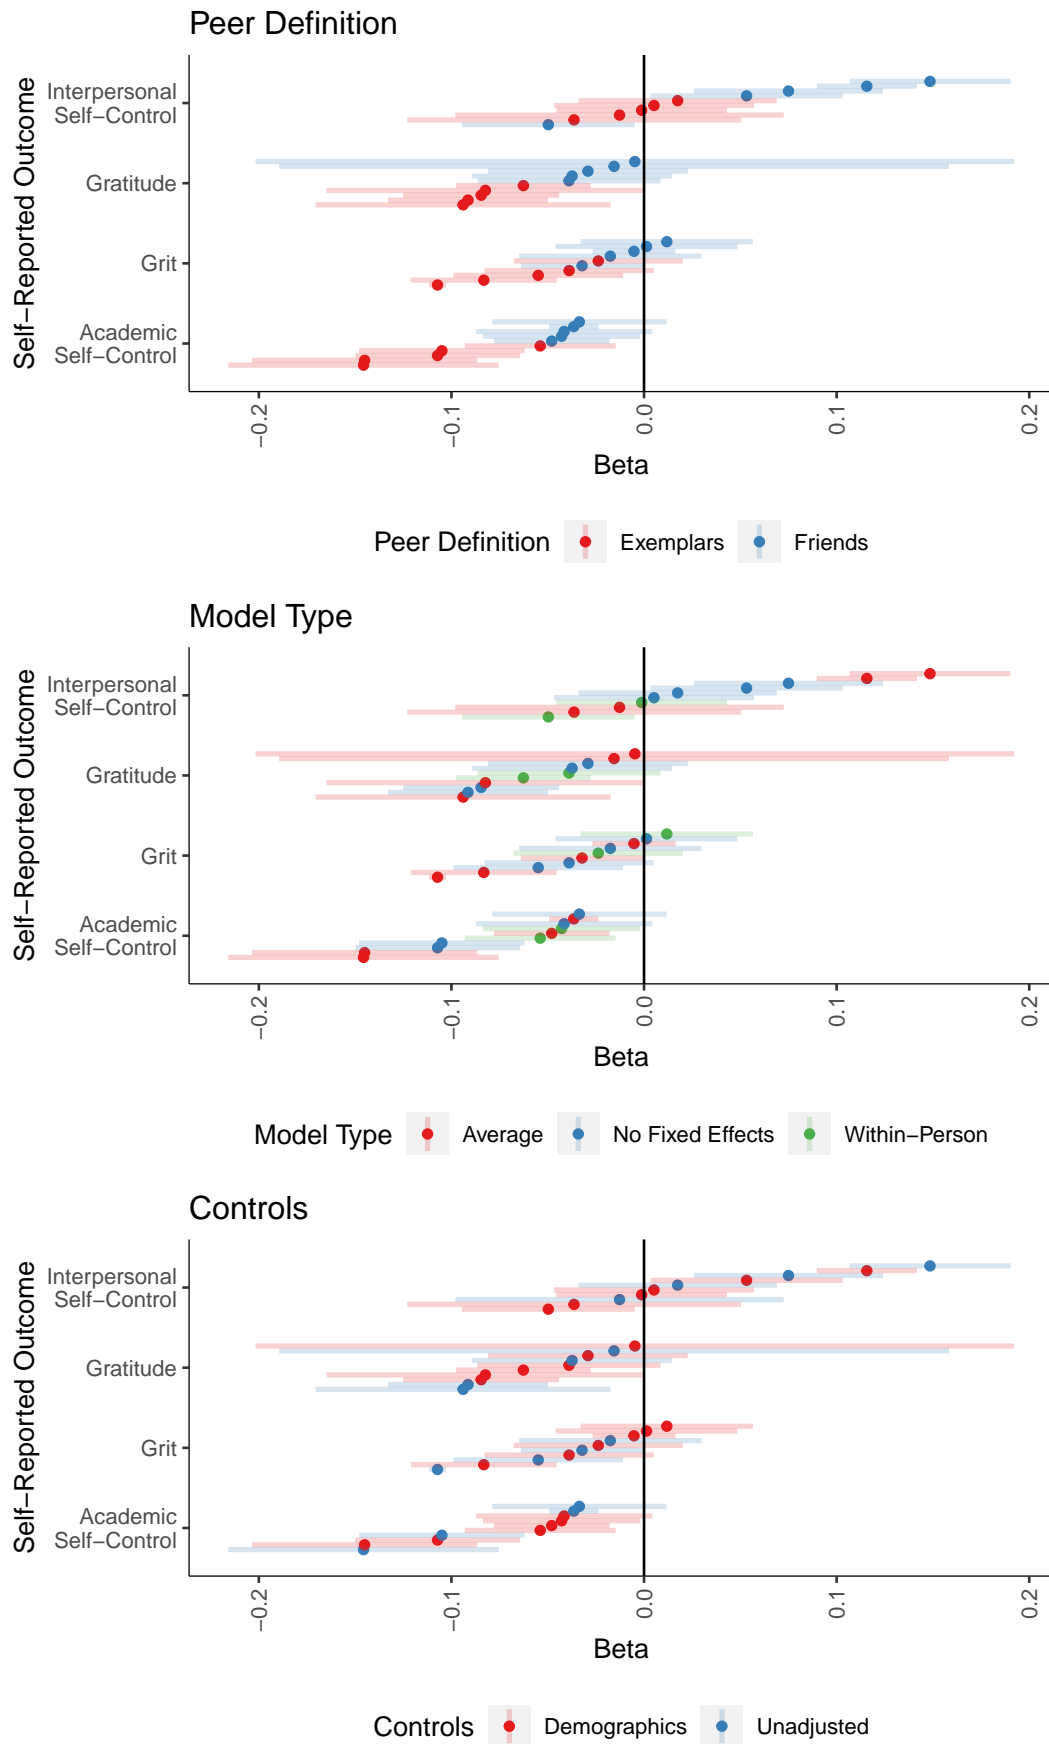 Peer Definition
Self-Reported Outcome
Interpersonal
Self-Control
Gratitude
Grit
Academic
Self-Control
-0.2
-0.1
0.0
0.1
0.2
Beta
Peer Definition Exemplars Friends
Model Type
Self-Reported Outcome
Interpersonal
Self-Control
Gratitude
Grit
Academic
Self-Control
-0.2
-0.1
0.0
0.1
0.2
Beta
Model Type Average No Fixed Effects Within-Person
Controls
Self-Reported Outcome
Interpersonal
Self-Control
Gratitude
Grit
Academic
Self-Control
-0.2
-0.1
0.0
0.1
0.2
Beta
Controls Demographics Unadjusted